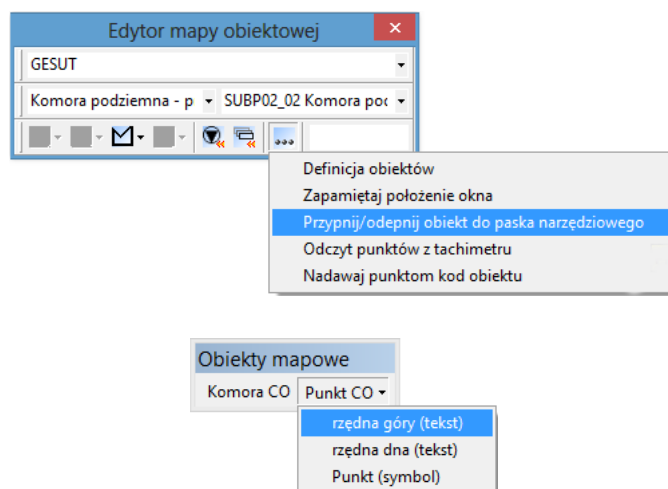 Edytor mapy obiektowej
GESUT
Komora podziemna - p SUBP02_02 Komora poc
Definicja obiektów
Zapamiętaj położenie okna
Przypnij/odepnij obiekt do paska narzędziowego
Odczyt punktów z tachimetru
Nadawaj punktom kod obiektu
Obiekty mapowe
Komora CO Punkt CO
rzędna góry (tekst)
rzędna dna (tekst)
Punkt (symbol)